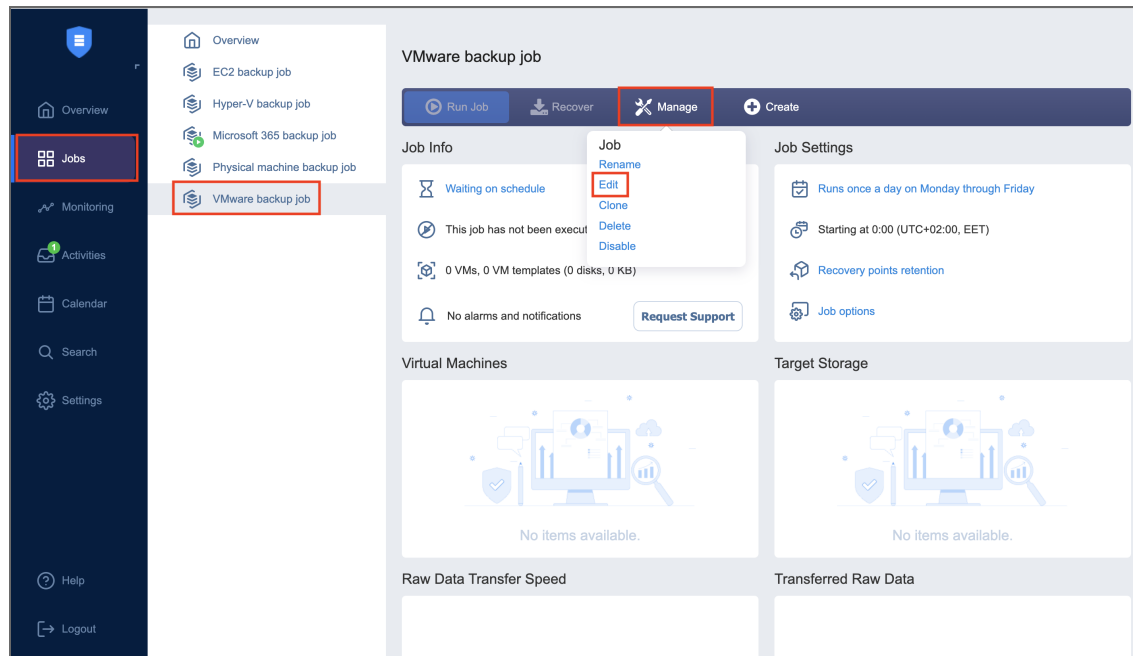 Overview
Jobs
Monitoring
1
Activities
Calendar
Search
Settings
Help
Logout
Overview
EC2 backup job
Hyper-V backup job
Microsoft 365 backup job
Physical machine backup job
VMware backup job
VMware backup job
Run Job
Recover
Manage
Create
Job
Rename
Edit
Clone
Delete
Disable
Job Info
Waiting on schedule
This job has not been execut
0 VMs, 0 VM templates (0 disks, 0 KB)
No alarms and notifications
Request Support
Job Settings
Runs once a day on Monday through Friday
Starting at 0:00 (UTC+02:00, EET)
Recovery points retention
Job options
Virtual Machines
No items available.
Target Storage
No items available.
Raw Data Transfer Speed
Transferred Raw Data